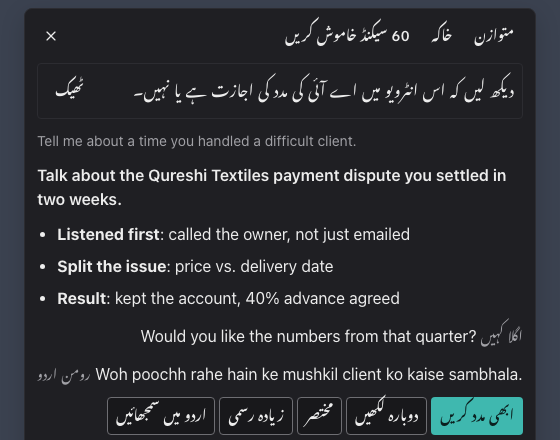 متوازن خاکہ 60 سیکنڈ خاموش کریں ×
دیکھ لیں کہ اس انٹرویو میں اے آئی کی مدد کی اجازت ہے یا نہیں۔ ٹھیک
Tell me about a time you handled a difficult client.
Talk about the Qureshi Textiles payment dispute you settled in
two weeks.
• Listened first: called the owner, not just emailed
• Split the issue: price vs. delivery date
• Result: kept the account, 40% advance agreed
اگلا کہیں Would you like the numbers from that quarter?
Woh poochh rahe hain ke mushkil client ko kaise sambhala. رومن اردو
ابھی مدد کریں دوبارہ لکھیں مختصر زیادہ رسمی اردو میں سمجھائیں